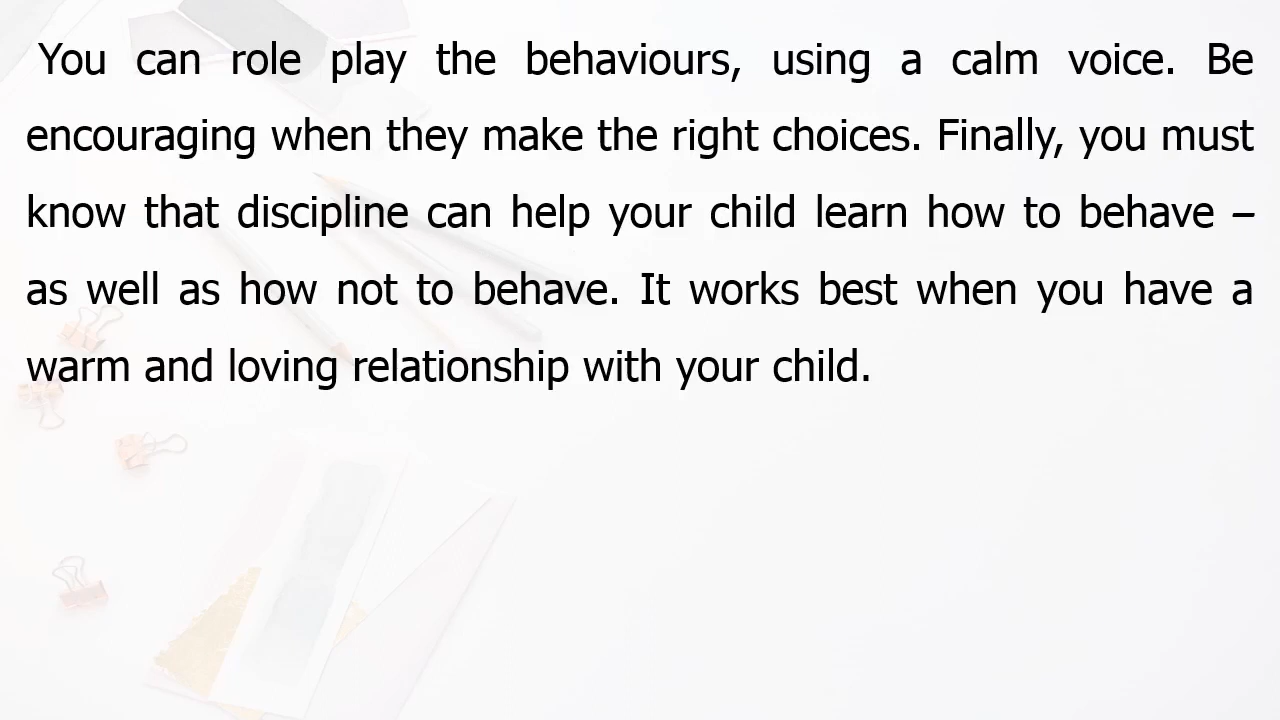 You can role play the behaviours, using a calm voice. Be
encouraging when they make the right choices. Finally, you must
know that discipline can help your child learn how to behave –
as well as how not to behave. It works best when you have a
warm and loving relationship with your child.